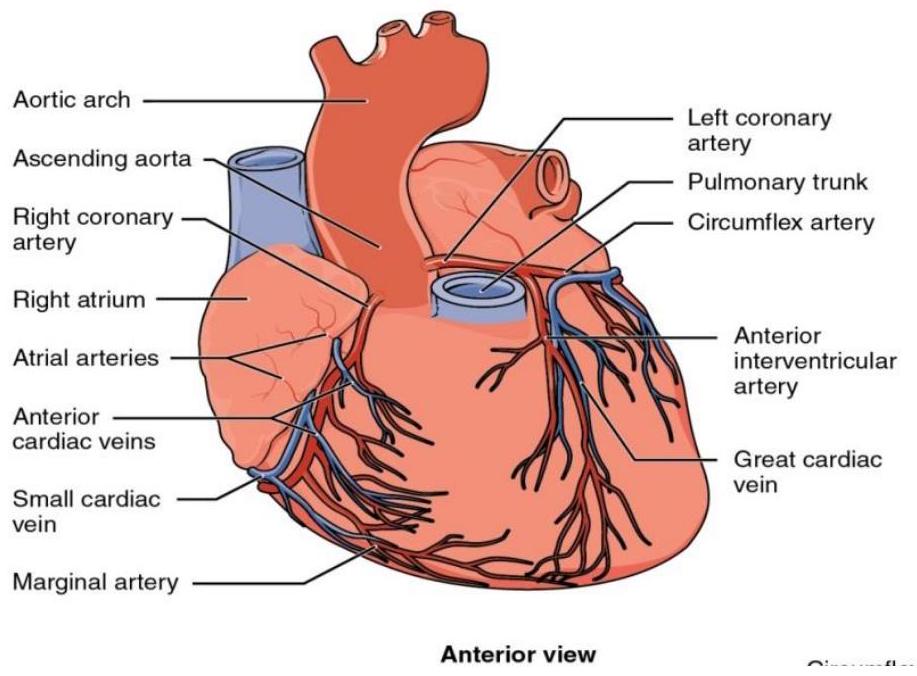 Aortic arch
Ascending aorta
Right coronary
artery
Right atrium
Atrial arteries
Anterior
cardiac veins
Small cardiac
vein
Marginal artery
Left coronary
artery
Pulmonary trunk
Circumflex artery
Anterior
interventricular
artery
Great cardiac
vein
Anterior view